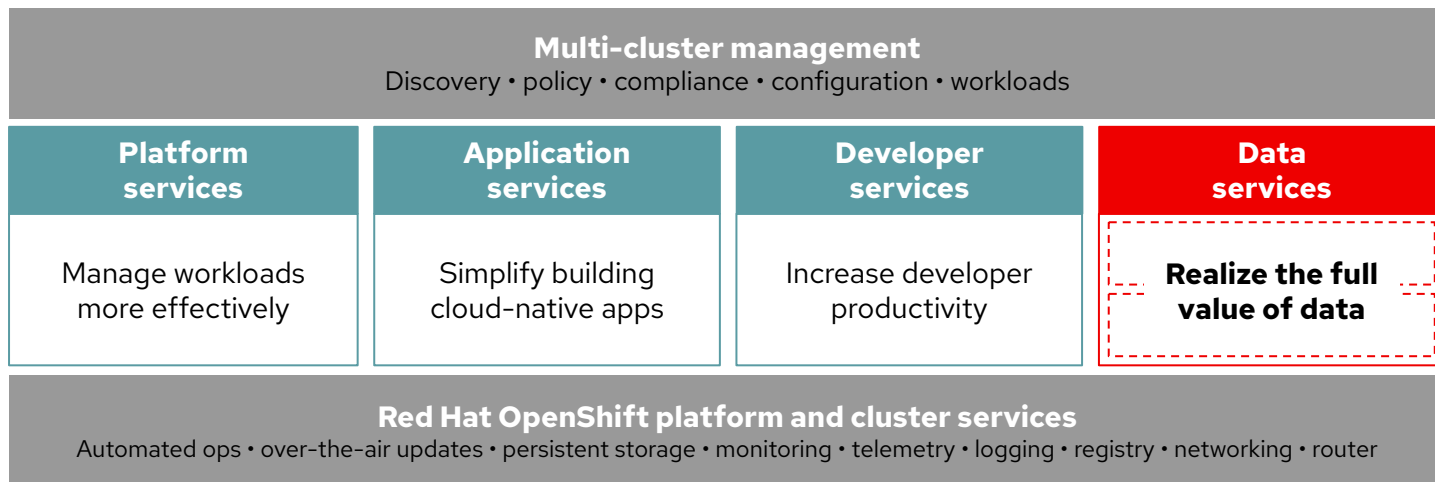 Multi-cluster management
Discovery • policy • compliance • configuration • workloads
Platform
services
Manage workloads
more effectively
Application
services
Simplify building
cloud-native apps
Developer
services
Increase developer
productivity
Data
services
Realize the full
value of data
Red Hat OpenShift platform and cluster services
Automated ops • over-the-air updates • persistent storage • monitoring • telemetry • logging • registry • networking • router